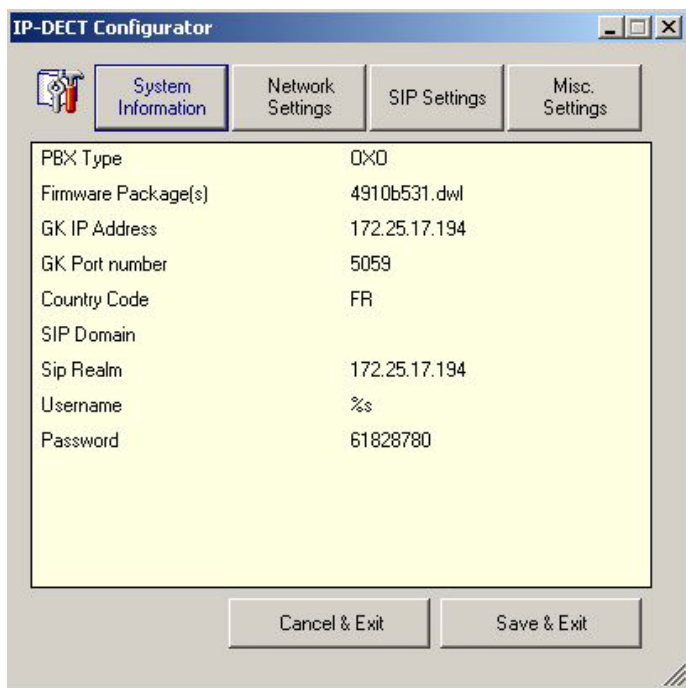 IP-DECT Configurator
System Information
Network Settings
SIP Settings
Misc. Settings
PBX Type OXO
Firmware Package(s) 4910b531.dwl
GK IP Address 172.25.17.194
GK Port number 5059
Country Code FR
SIP Domain
Sip Realm 172.25.17.194
Username %s
Password 61828780
Cancel & Exit
Save & Exit